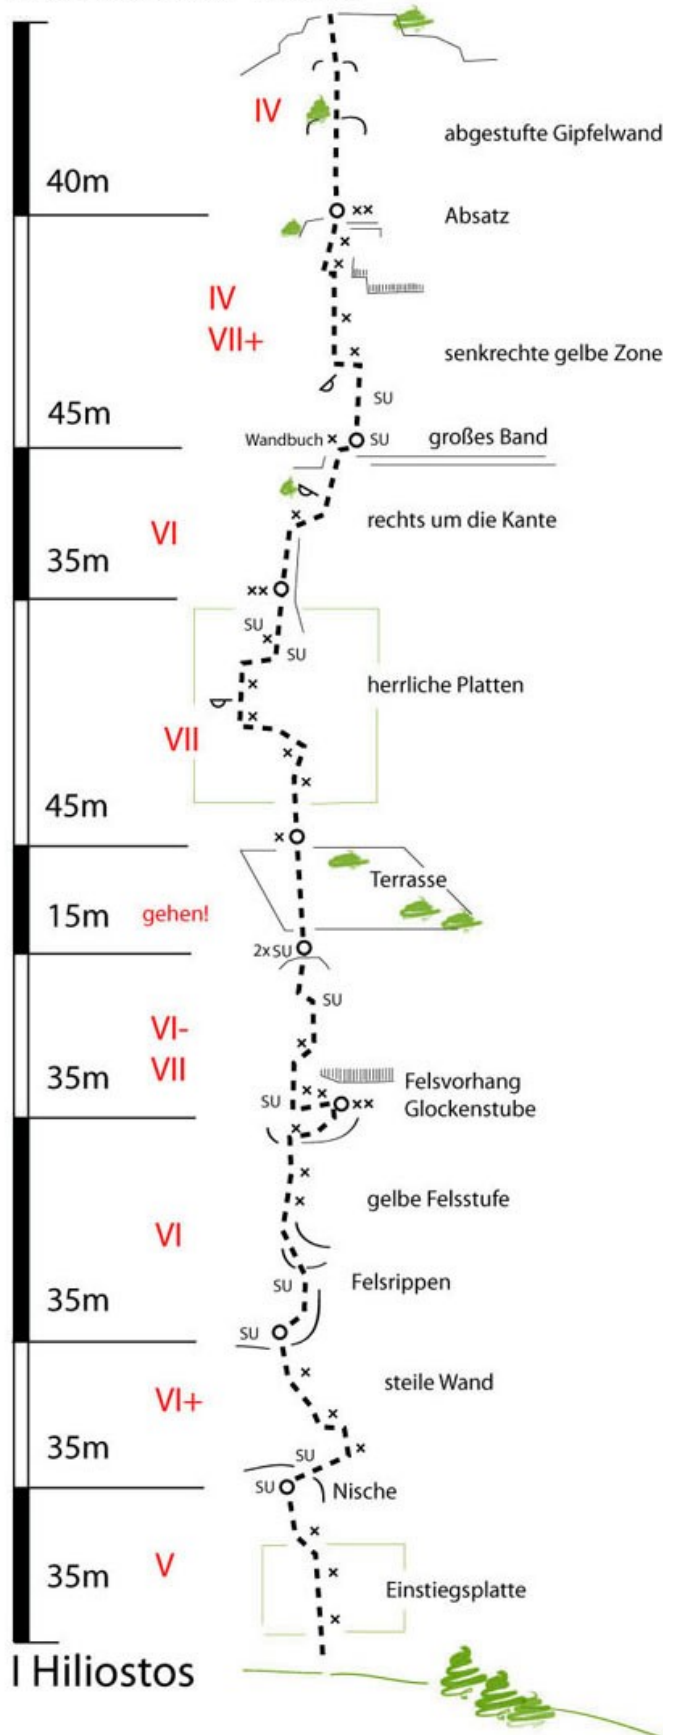 IV
abgestufte Gipfelwand
40m
×× Absatz
IV
VII+
senkrechte gelbe Zone
SU
45m
Wandbuch × SU großes Band
rechts um die Kante
VI
35m
××
SU
SU
herrliche Platten
VII
45m
Terrasse
15m gehen!
2x SU
SU
VI-
VII
35m
Felsvorhang
SU ×× Glockenstube
gelbe Felsstufe
VI
SU Felsrippen
35m
SU
steile Wand
VI+
35m
SU
SU Nische
V
35m
Einstiegsplatte
I Hiliostos